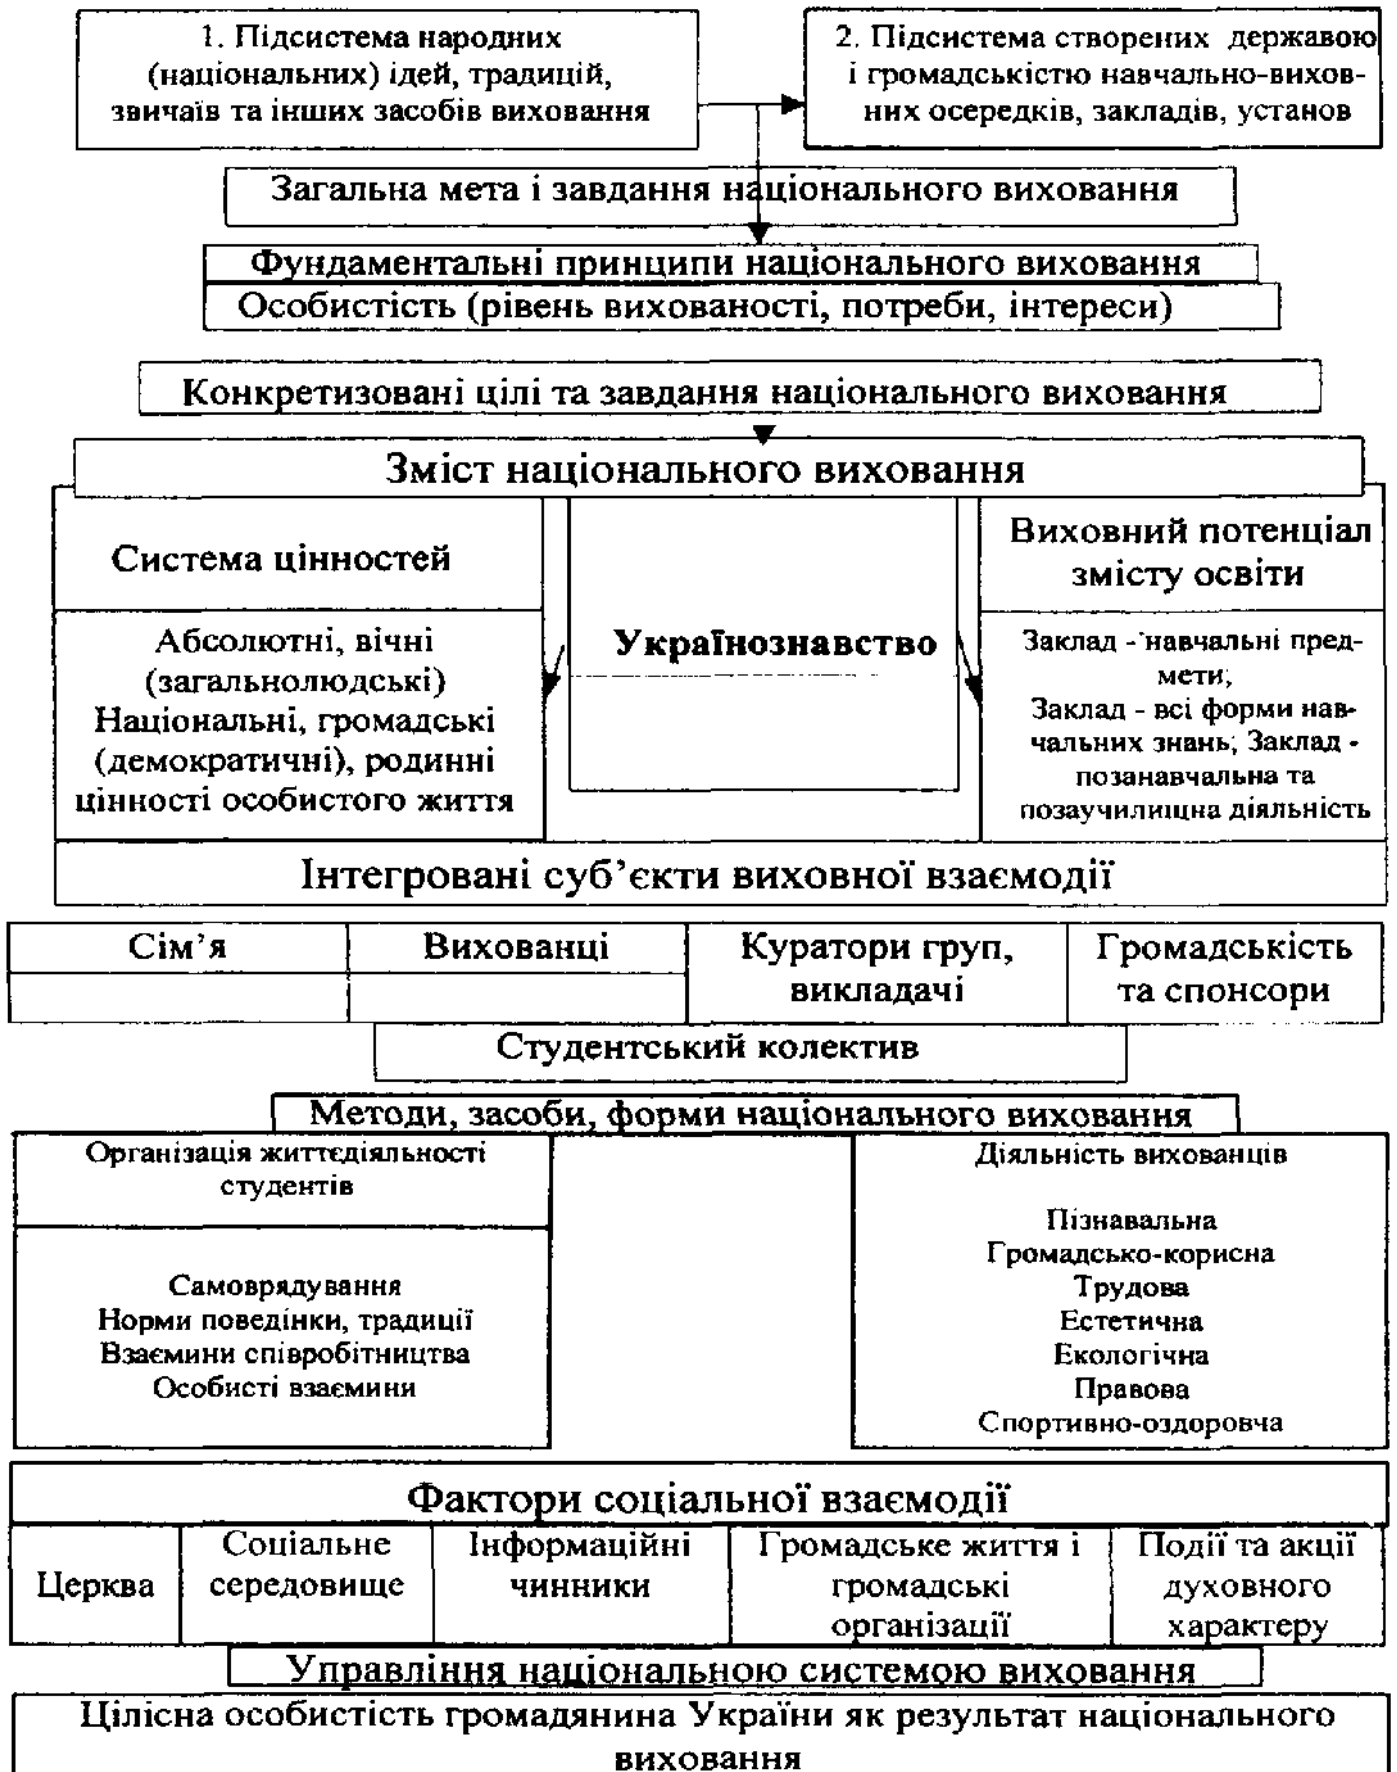 1. Підсистема народних
(національних) ідей, традицій,
звичаїв та інших засобів виховання
2. Підсистема створених державою
і громадськістю навчально-вихов-
них осередків, закладів, установ
Загальна мета і завдання національного виховання
Фундаментальні принципи національного виховання
Особистість (рівень вихованості, потреби, інтереси)
Конкретизовані цілі та завдання національного виховання
Зміст національного виховання
Система цінностей
Абсолютні, вічні
(загальнолюдські)
Національні, громадські
(демократичні), родинні
цінності особистого життя
Українознавство
Виховний потенціал
змісту освіти
Заклад - навчальні пред-
мети;
Заклад - всі форми нав-
чальних знань; Заклад -
позанавчальна та
позаучилищна діяльність
Інтегровані суб’єкти виховної взаємодії
Сім’я
Вихованці
Куратори груп,
викладачі
Громадськість
та спонсори
Студентський колектив
Методи, засоби, форми національного виховання
Організація життєдіяльності
студентів
Самоврядування
Норми поведінки, традиції
Взаємини співробітництва
Особисті взаємини
Діяльність вихованців
Пізнавальна
Громадсько-корисна
Трудова
Естетична
Екологічна
Правова
Спортивно-оздоровча
Фактори соціальної взаємодії
Церква
Соціальне
середовище
Інформаційні
чинники
Громадське життя і
громадські
організації
Події та акції
духовного
характеру
Управління національною системою виховання
Цілісна особистість громадянина України як результат національного
виховання